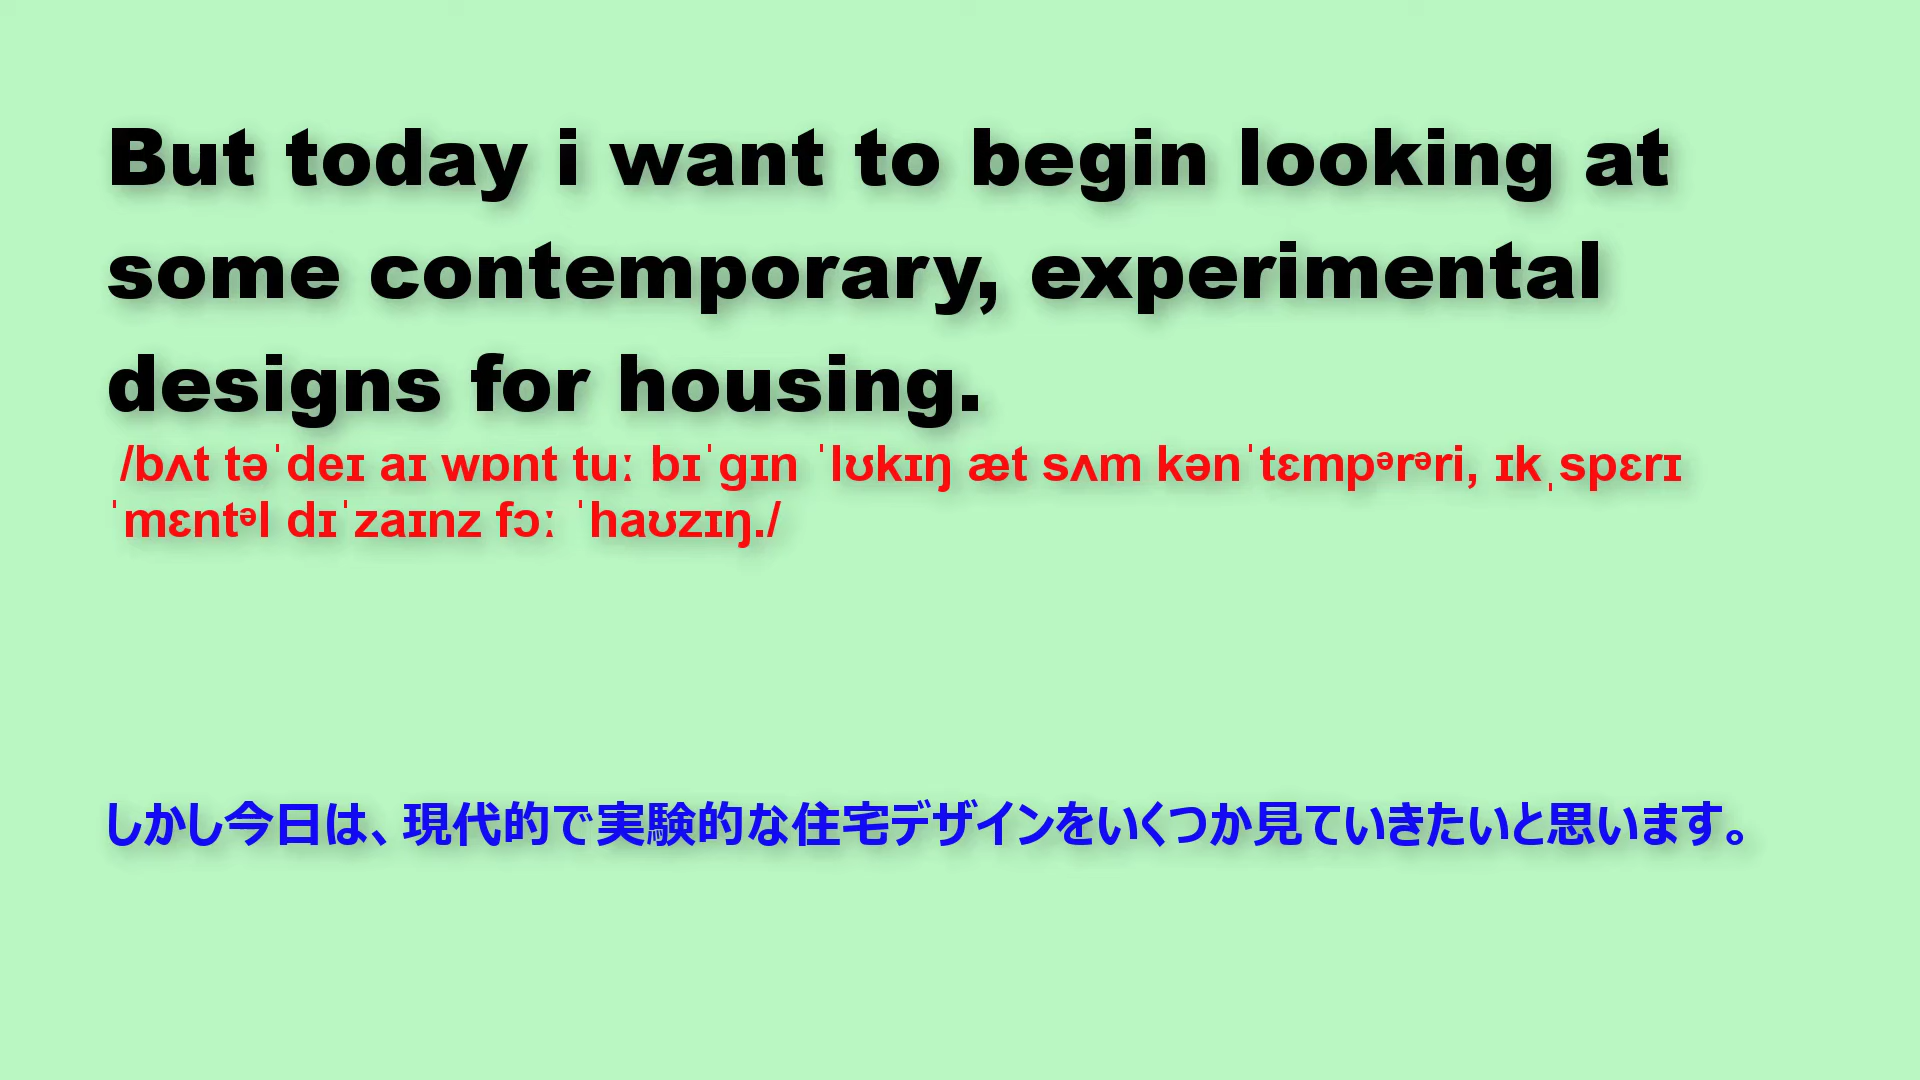 But today i want to begin looking at
some contemporary, experimental
designs for housing.
/bʌt təˈdeɪ aɪ wɒnt tuː bɪˈgɪn ˈlʊkɪŋ æt sʌm kənˈtɛmpᵊrᵊri, ɪkˌspɛrɪ
ˈmɛntᵊl dɪˈzaɪnz fɔː ˈhaʊzɪŋ./
しかし今日は、現代的で実験的な住宅デザインをいくつか見ていきたいと思います。